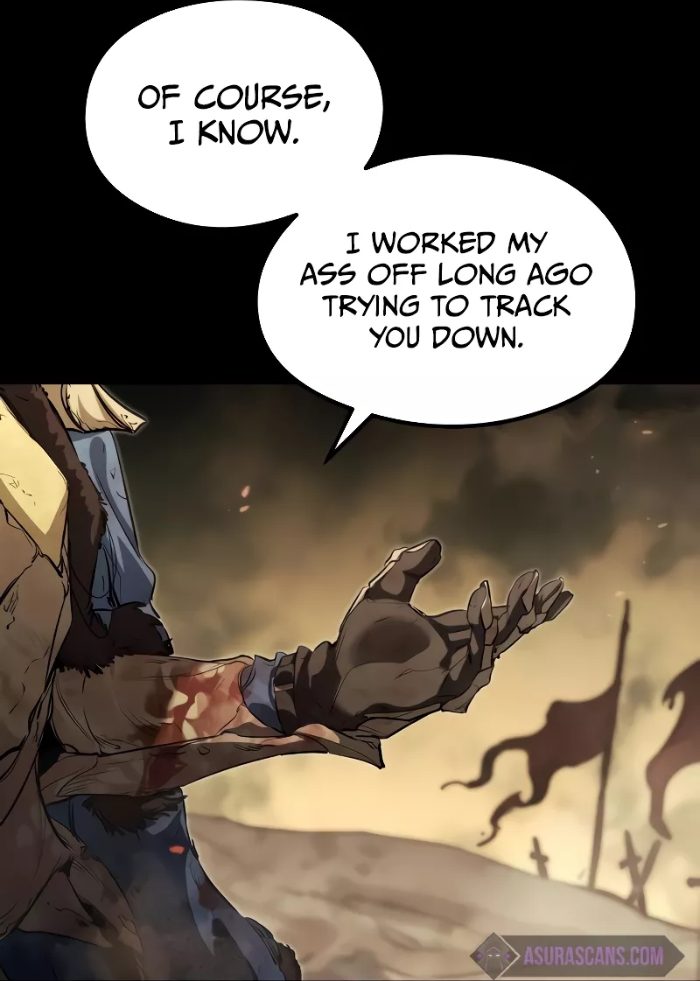 OF COURSE,
I KNOW.
I WORKED MY
ASS OFF LONG AGO
TRYING TO TRACK
YOU DOWN.
ASURASCANS.COM